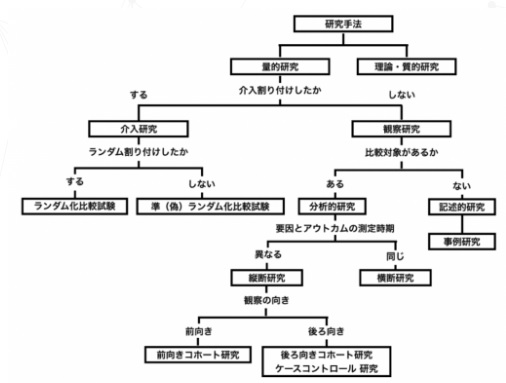 研究手法
量的研究
理論・質的研究
介入割り付けしたか
する
しない
介入研究
観察研究
ランダム割り付けしたか
比較対象があるか
する
しない
ある
ない
ランダム化比較試験
準（偽）ランダム化比較試験
分析的研究
記述的研究
要因とアウトカムの測定時期
事例研究
異なる
同じ
縦断研究
横断研究
観察の向き
前向き
後ろ向き
前向きコホート研究
後ろ向きコホート研究
ケースコントロール 研究